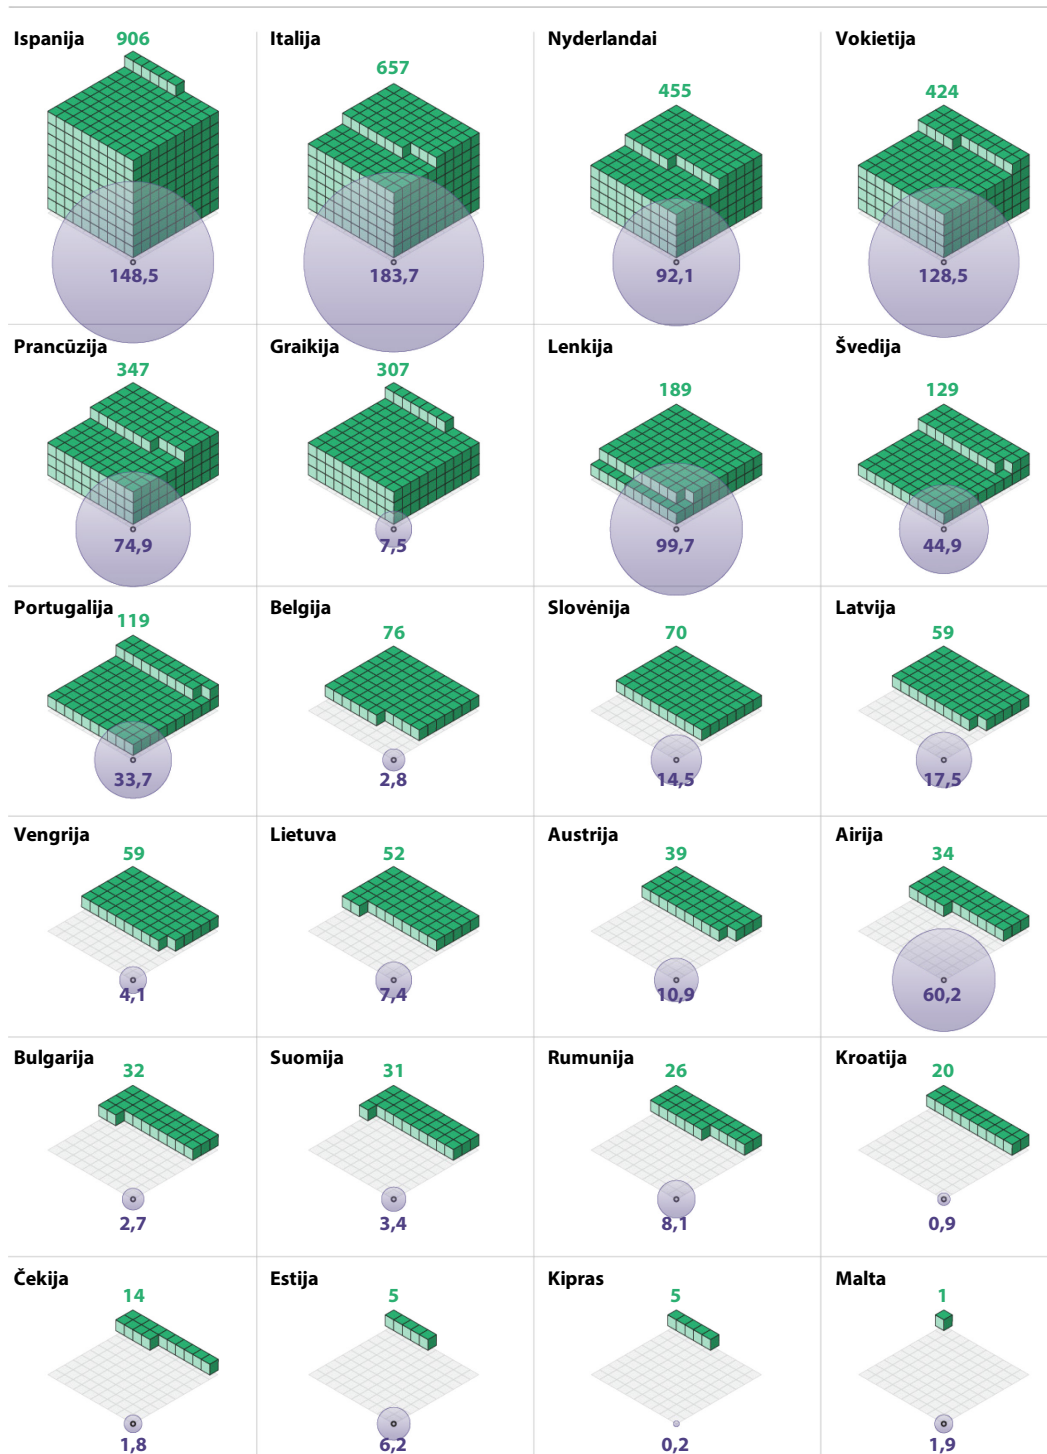 Ispanija 906
148,5
Italija
657
183,7
Nyderlandai
455
92,1
Vokietija
424
128,5
Prancūzija
347
74,9
Graikija
307
7,5
Lenkija
189
99,7
Švedija
129
44,9
Portugalija
119
33,7
Belgija
76
2,8
Slovėnija
70
14,5
Latvija
59
17,5
Vengrija
59
4,1
Lietuva
52
7,4
Austrija
39
10,9
Airija
34
60,2
Bulgarija
32
2,7
Suomija
31
3,4
Rumunija
26
8,1
Kroatija
20
0,9
Čekija
14
1,8
Estija
5
6,2
Kipras
5
0,2
Malta
1
1,9